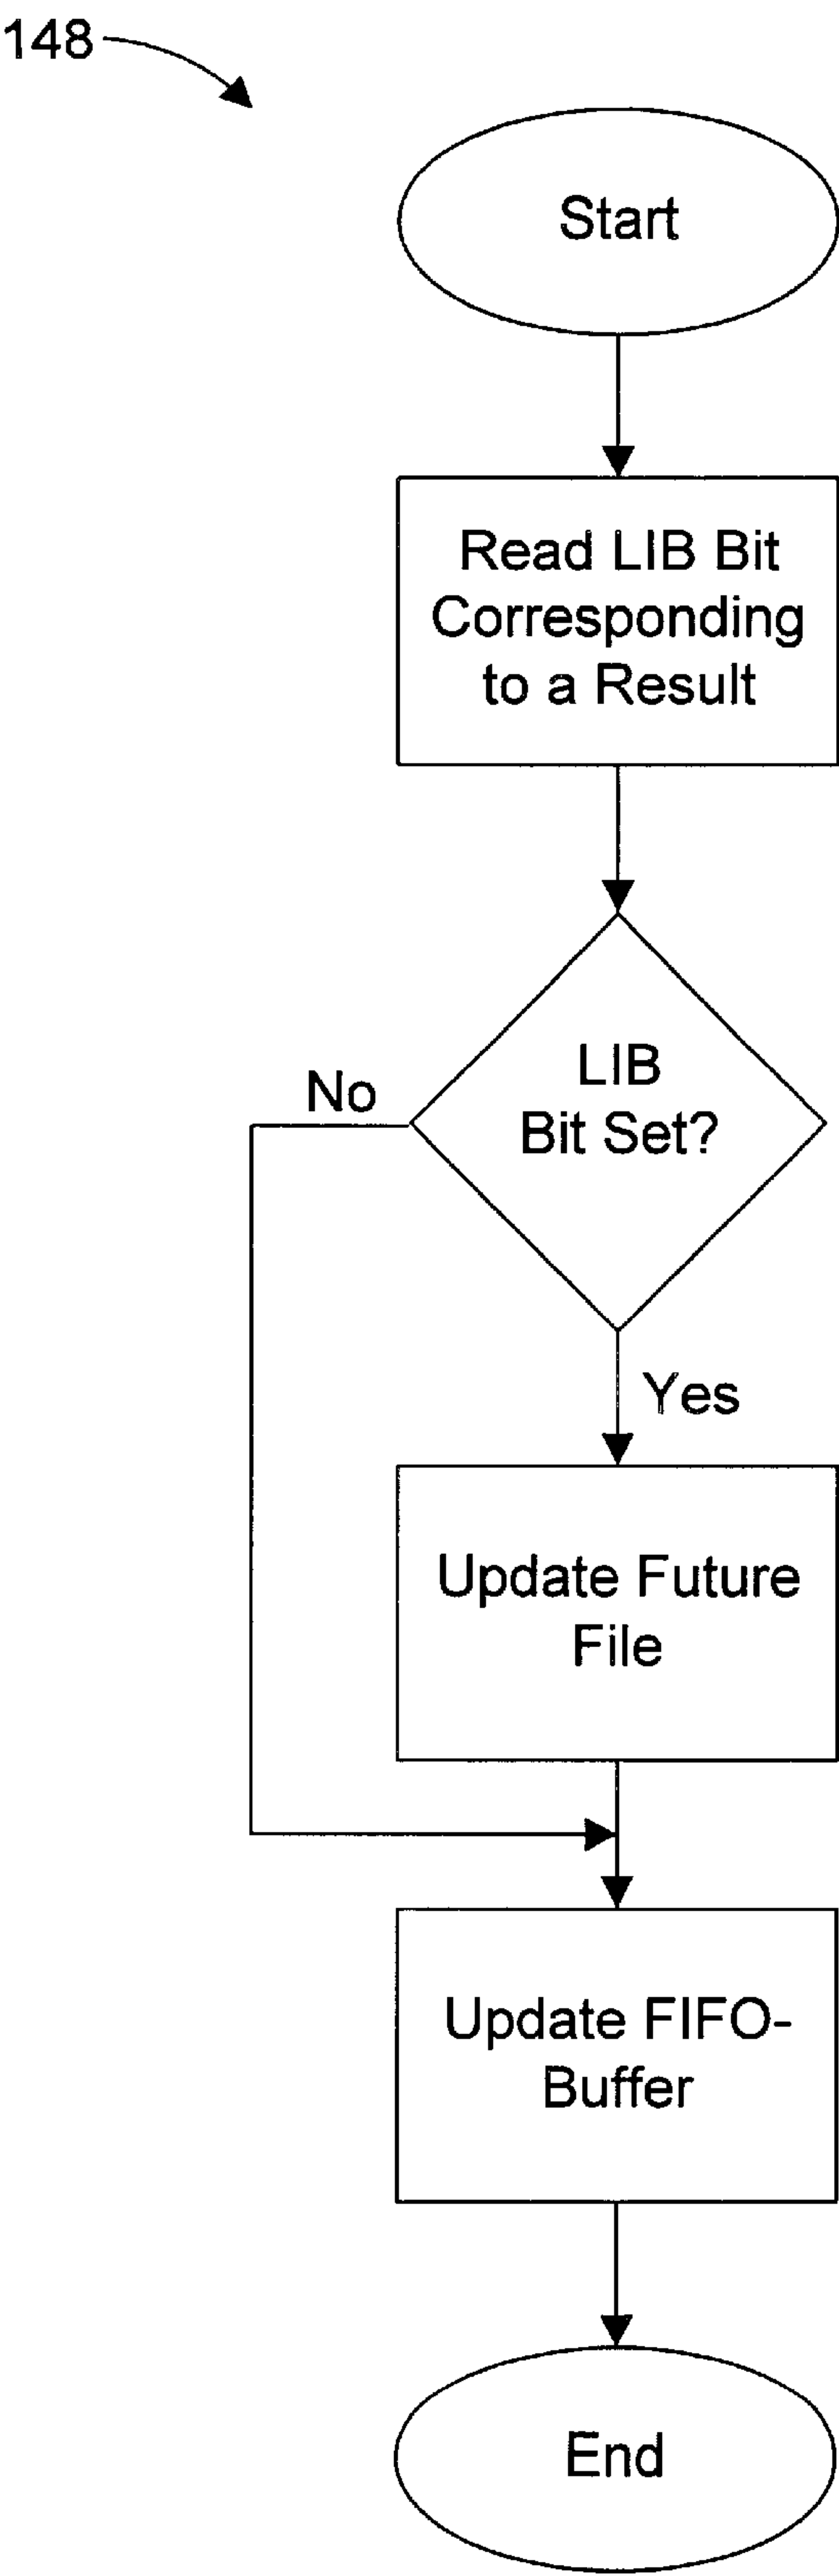 148
Start
Read LIB Bit
Corresponding
to a Result
LIB
Bit Set?
No
Yes
Update Future
File
Update FIFO-
Buffer
End